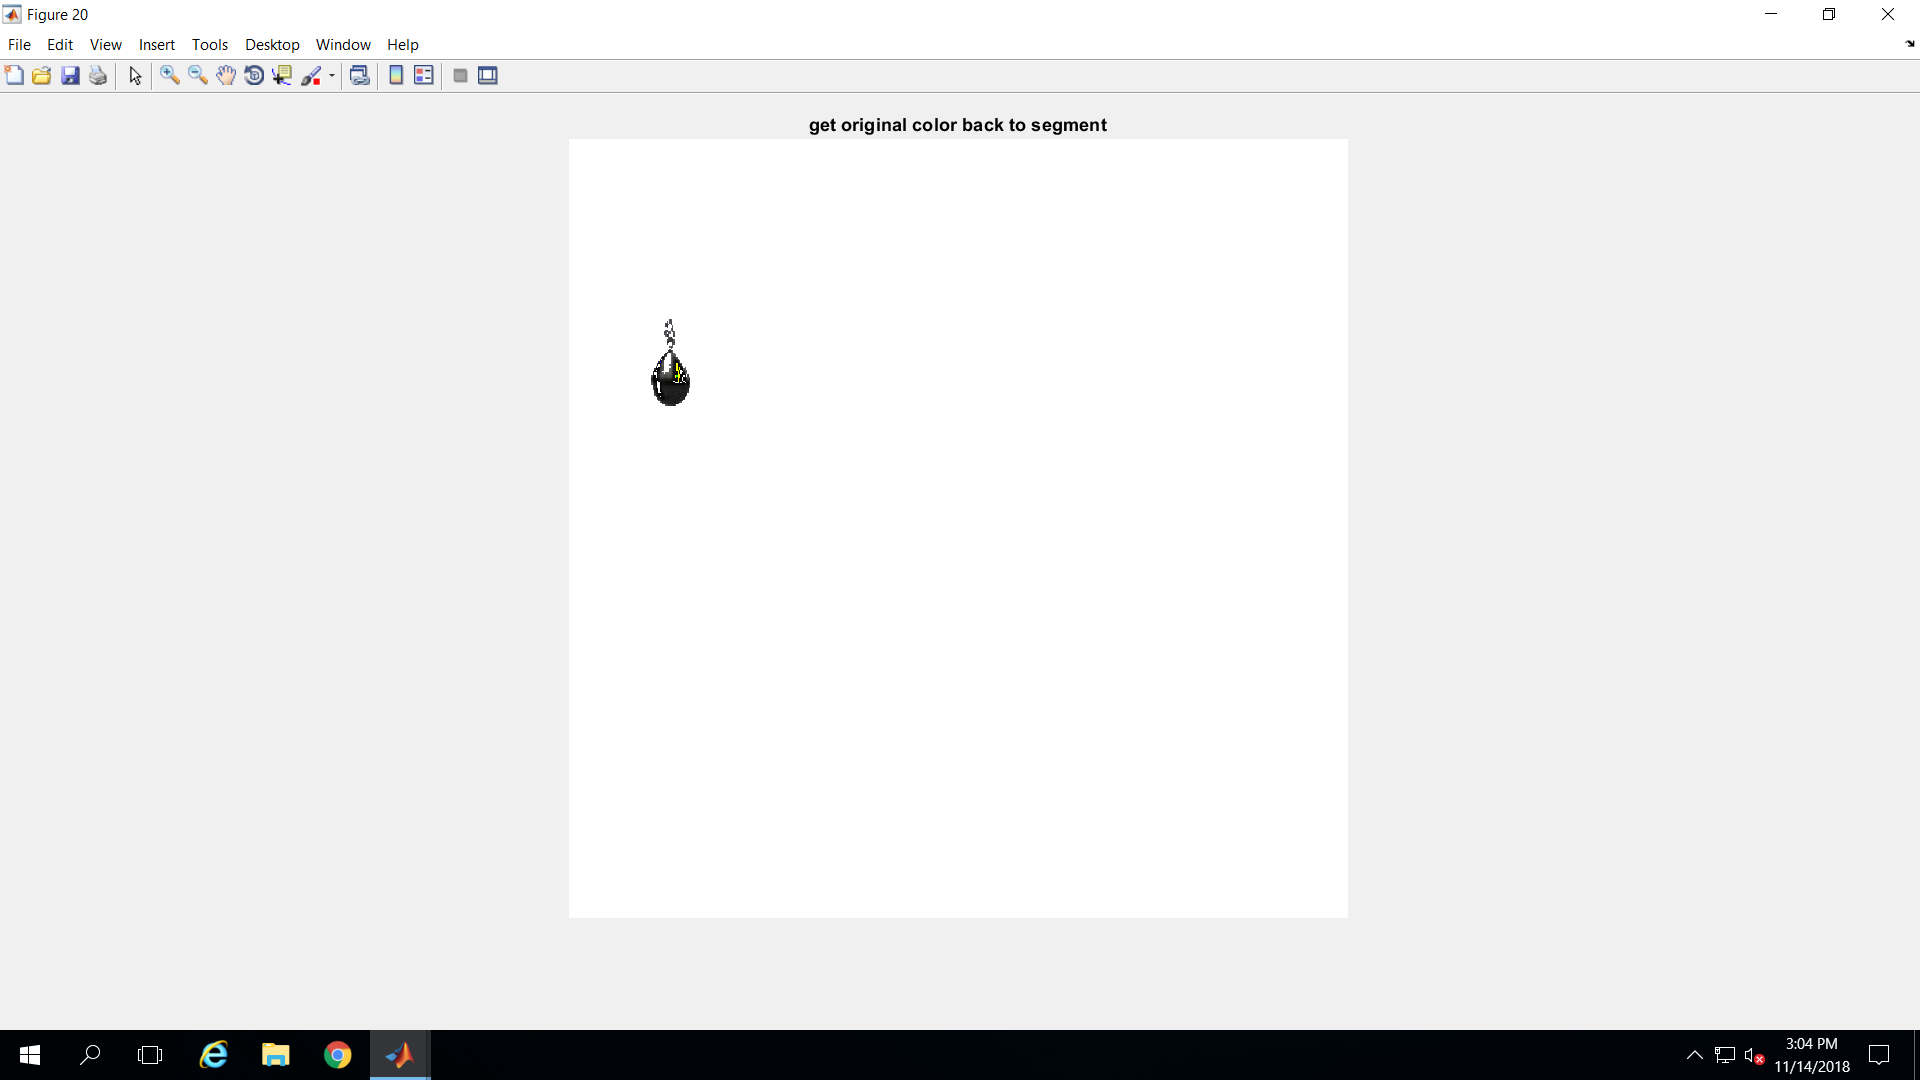 Figure 20
File Edit View Insert Tools Desktop Window Help
get original color back to segment
3:04 PM
11/14/2018